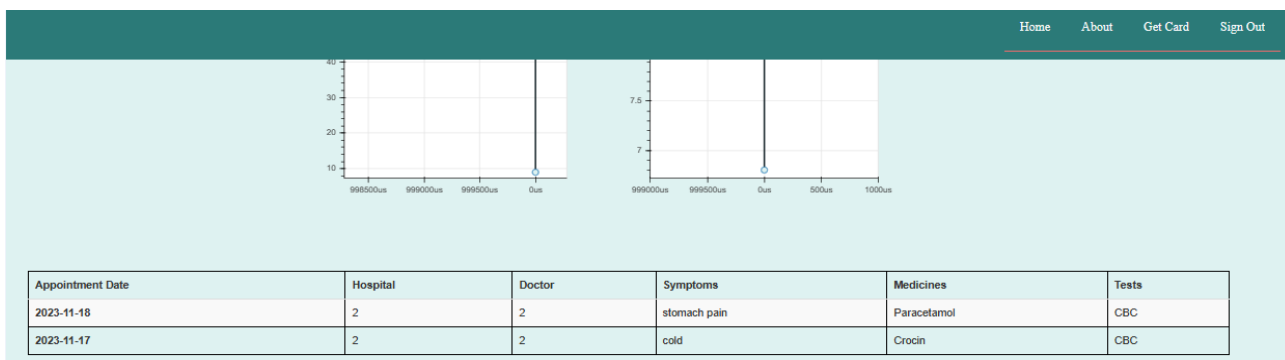 Home About Get Card Sign Out
40
30
20
10
998500us 999000us 999500us 0us
7.5
7
999000us 999500us 0us 500us 1000us
Appointment Date Hospital Doctor Symptoms Medicines Tests
2023-11-18 2 2 stomach pain Paracetamol CBC
2023-11-17 2 2 cold Crocin CBC